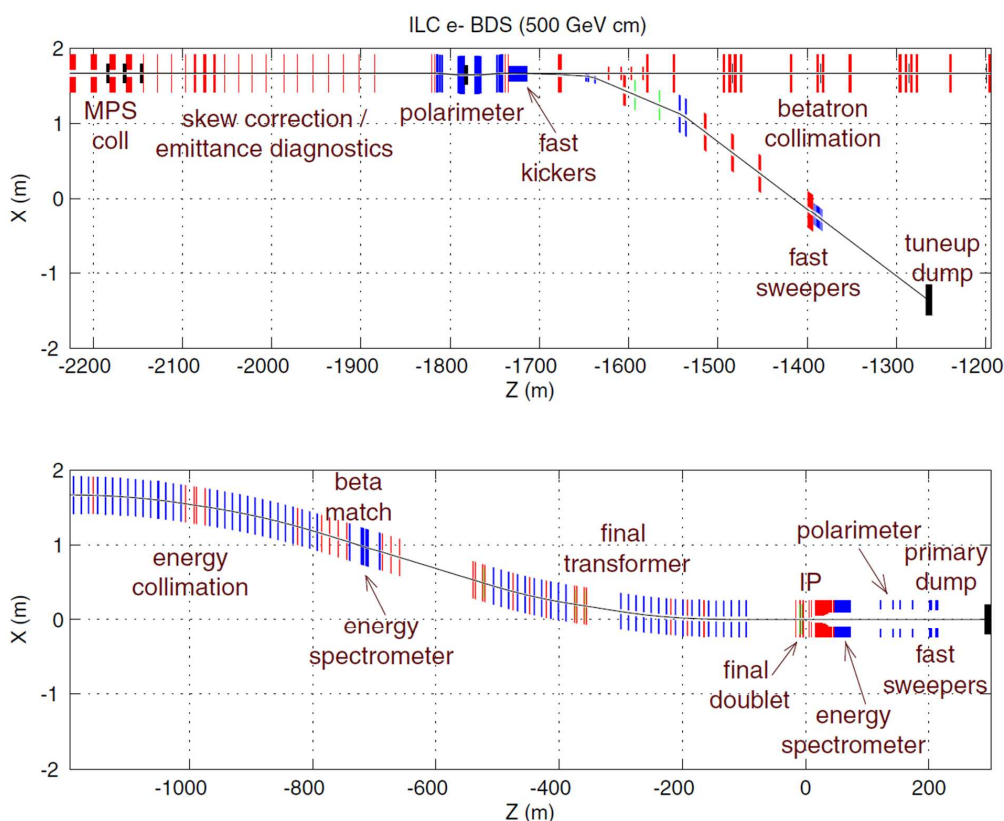 ILC e- BDS (500 GeV cm)
2
1
0
-1
-2
X (m)
MPS
coll
skew correction /
emittance diagnostics
polarimeter
fast
kickers
betatron
collimation
fast
sweepers
tuneup
dump
-2200 -2100 -2000 -1900 -1800 -1700 -1600 -1500 -1400 -1300 -1200
Z (m)
2
1
0
-1
-2
X (m)
energy
collimation
beta
match
energy
spectrometer
final
transformer
IP
final
doublet
polarimeter
primary
dump
fast
sweepers
energy
spectrometer
-1000 -800 -600 -400 -200 0 200
Z (m)